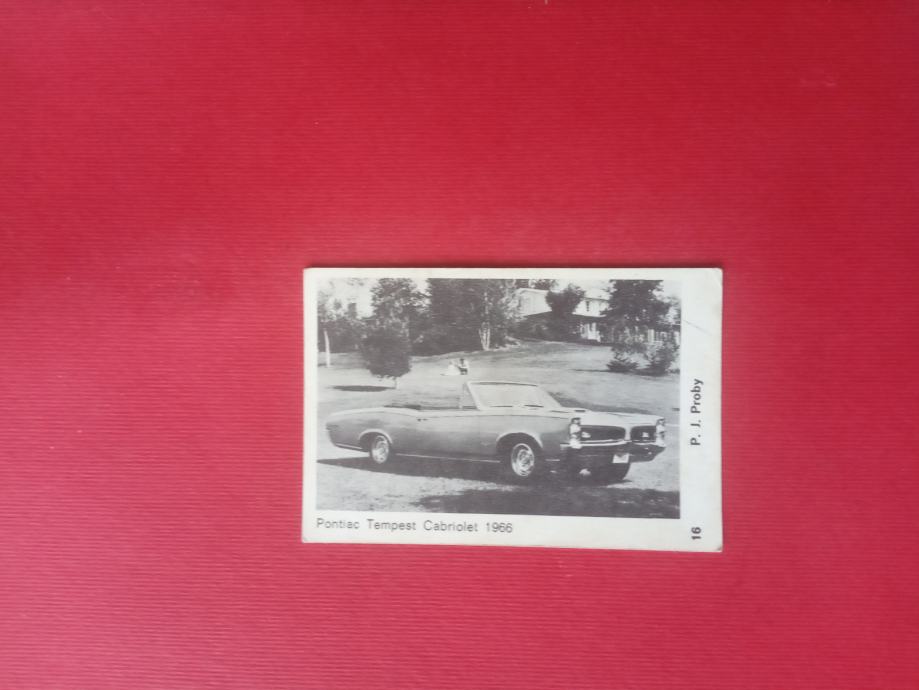 Pontiac Tempest Cabriolet 1966
16
P. J. Proby